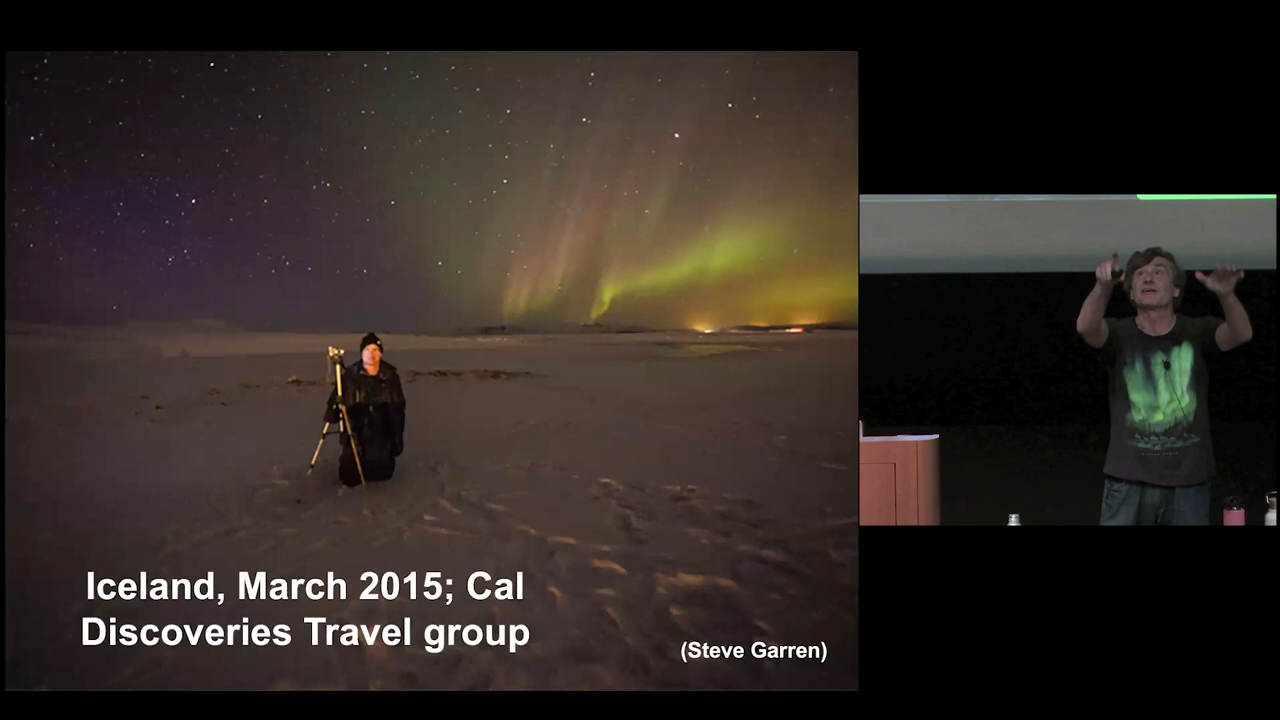 Iceland, March 2015; Cal
Discoveries Travel group
(Steve Garren)